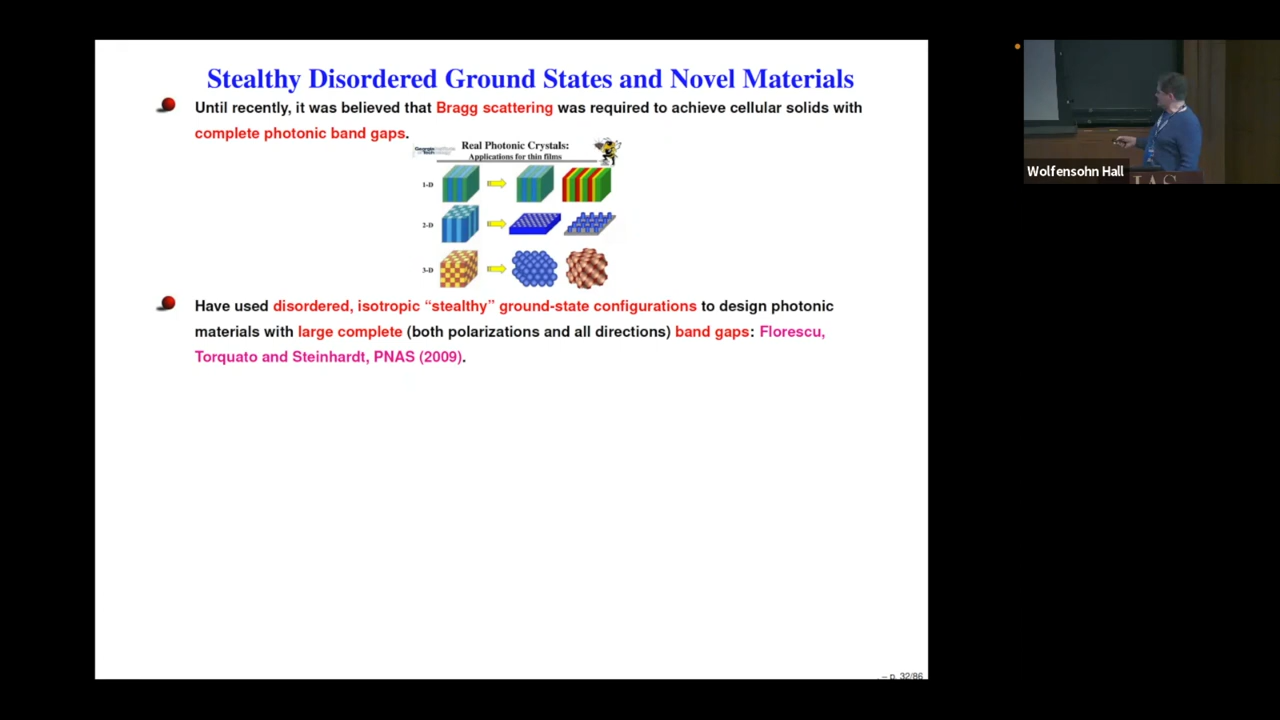 Stealthy Disordered Ground States and Novel Materials
Until recently, it was believed that Bragg scattering was required to achieve cellular solids with
complete photonic band gaps.
Real Photonic Crystals:
Applications for thin films
1-D
2-D
3-D
Have used disordered, isotropic “stealthy” ground-state configurations to design photonic
materials with large complete (both polarizations and all directions) band gaps: Florescu,
Torquato and Steinhardt, PNAS (2009).
– p. 32/86
Wolfensohn Hall
IAS